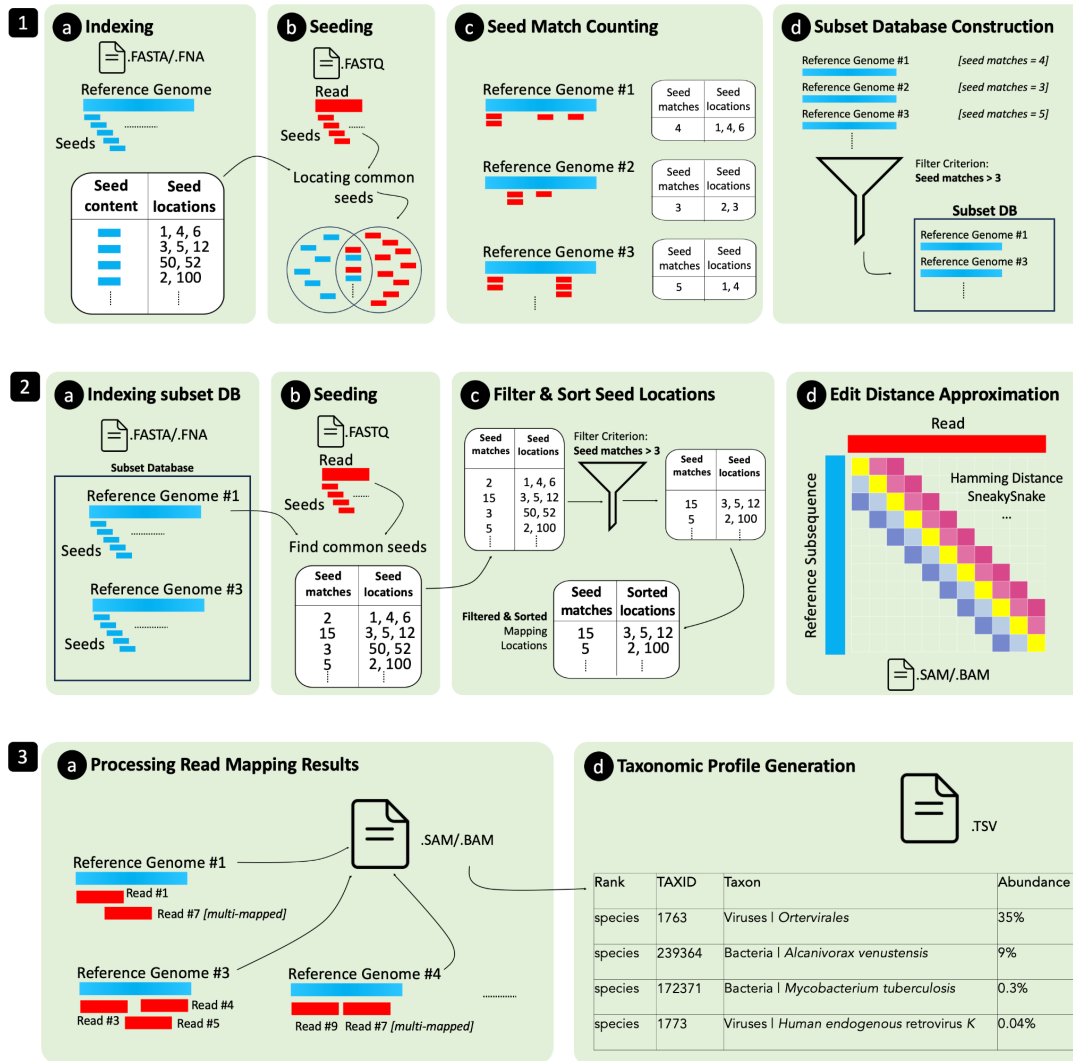 1
a Indexing
.FASTA/.FNA
Reference Genome
Seeds
Seed content | Seed locations
1, 4, 6
3, 5, 12
50, 52
2, 100
b Seeding
.FASTQ
Read
Seeds
Locating common
seeds
c Seed Match Counting
Reference Genome #1
Seed matches | Seed locations
4 | 1, 4, 6
Reference Genome #2
Seed matches | Seed locations
3 | 2, 3
Reference Genome #3
Seed matches | Seed locations
5 | 1, 4
d Subset Database Construction
Reference Genome #1 [seed matches = 4]
Reference Genome #2 [seed matches = 3]
Reference Genome #3 [seed matches = 5]
Filter Criterion:
Seed matches > 3
Subset DB
Reference Genome #1
Reference Genome #3
2
a Indexing subset DB
.FASTA/.FNA
Subset Database
Reference Genome #1
Seeds
Reference Genome #3
Seeds
b Seeding
.FASTQ
Read
Seeds
Find common seeds
Seed matches | Seed locations
2 | 1, 4, 6
15 | 3, 5, 12
3 | 50, 52
5 | 2, 100
c Filter & Sort Seed Locations
Seed matches | Seed locations
2 | 1, 4, 6
15 | 3, 5, 12
3 | 50, 52
5 | 2, 100
Filter Criterion:
Seed matches > 3
Seed matches | Seed locations
15 | 3, 5, 12
5 | 2, 100
Filtered & Sorted
Mapping
Locations
Seed matches | Sorted locations
15 | 3, 5, 12
5 | 2, 100
d Edit Distance Approximation
Read
Reference Subsequence
Hamming Distance
SneakySnake
...
.SAM/.BAM
3
a Processing Read Mapping Results
.SAM/.BAM
Reference Genome #1
Read #1
Read #7 [multi-mapped]
Reference Genome #3
Read #4
Read #3
Read #5
Reference Genome #4
Read #9 Read #7 [multi-mapped]
d Taxonomic Profile Generation
.TSV
Rank | TAXID | Taxon | Abundance
species | 1763 | Viruses | Ortervirales | 35%
species | 239364 | Bacteria | Alcanivorax venustensis | 9%
species | 172371 | Bacteria | Mycobacterium tuberculosis | 0.3%
species | 1773 | Viruses | Human endogenous retrovirus K | 0.04%